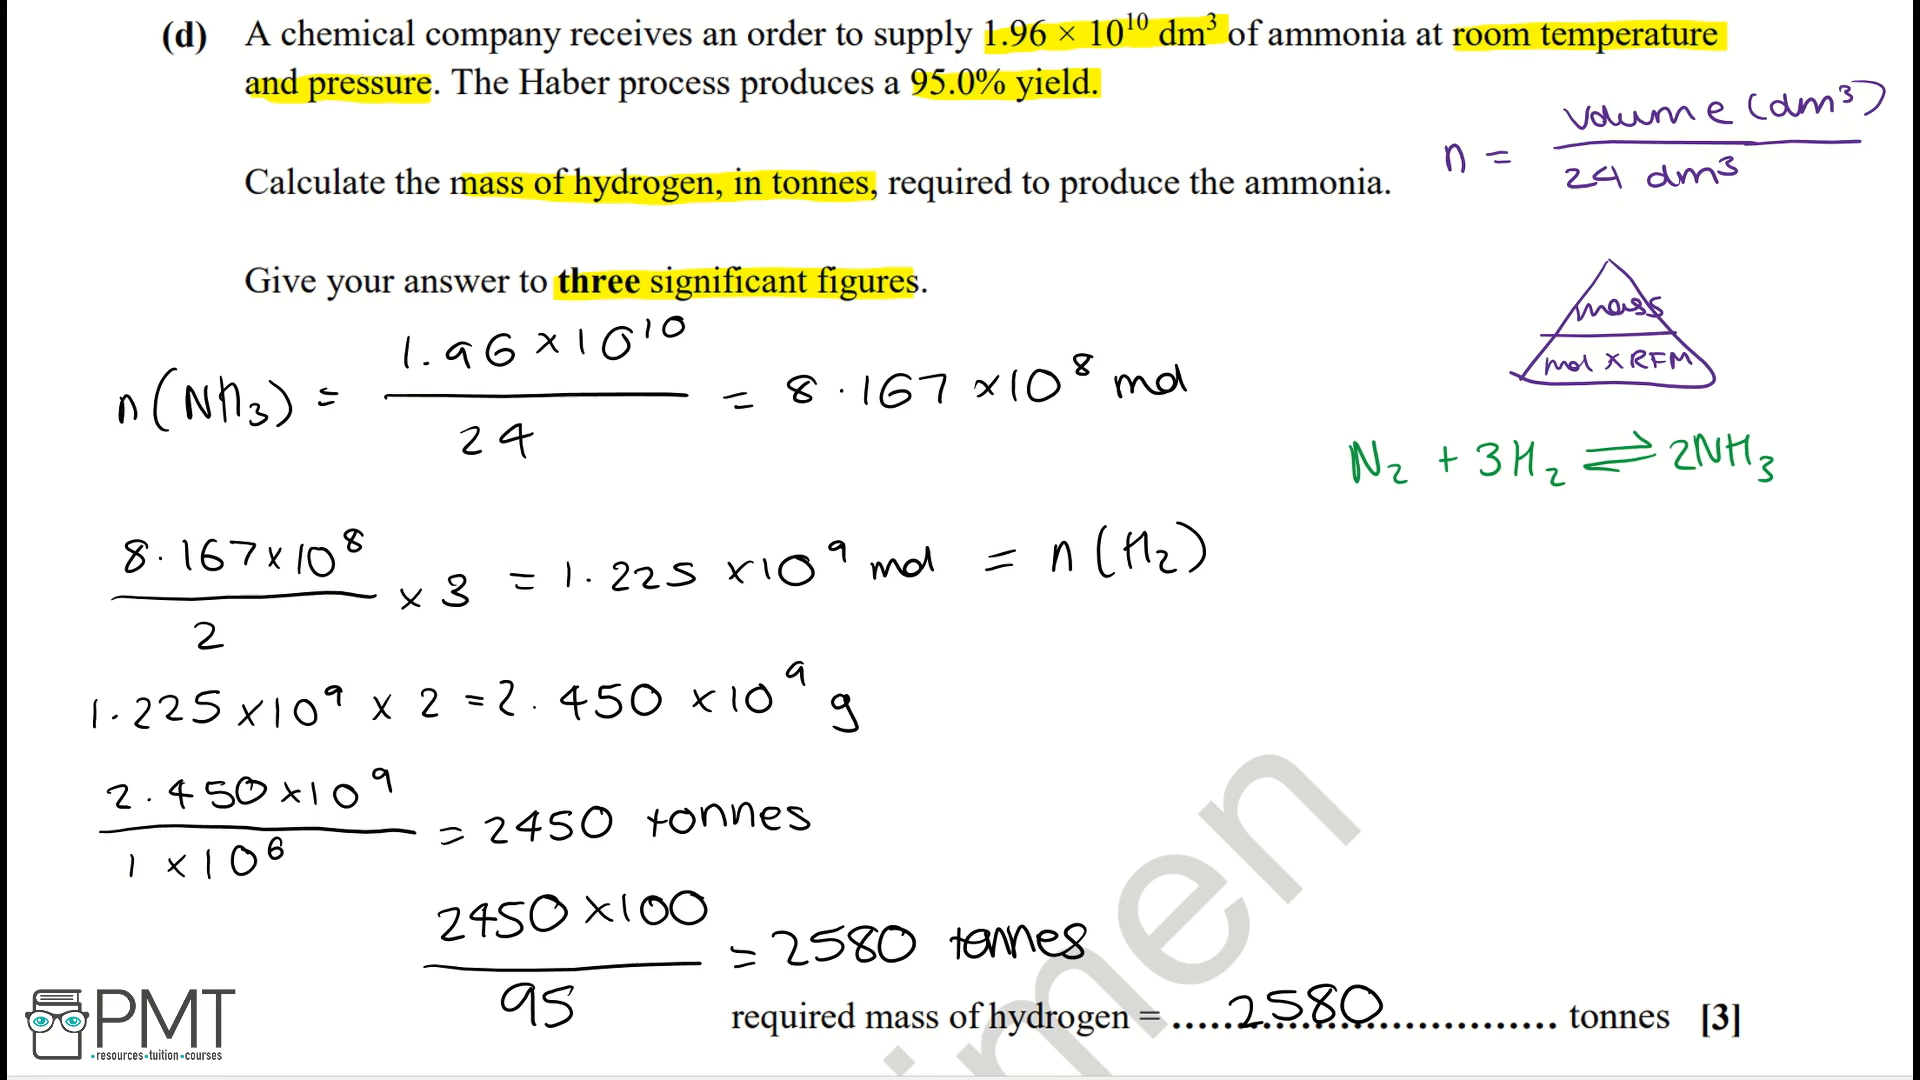 (d) A chemical company receives an order to supply 1.96 × 10¹⁰ dm³ of ammonia at room temperature
and pressure. The Haber process produces a 95.0% yield.
n = volume (dm³) / 24 dm³
Calculate the mass of hydrogen, in tonnes, required to produce the ammonia.
Give your answer to three significant figures.
mass
mol × RFM
n(NH₃) = 1.96 × 10¹⁰ / 24 = 8.167 × 10⁸ mol
N₂ + 3H₂ ⇌ 2NH₃
8.167 × 10⁸ / 2 × 3 = 1.225 × 10⁹ mol = n(H₂)
1.225 × 10⁹ × 2 = 2.450 × 10⁹ g
2.450 × 10⁹ / 1 × 10⁶ = 2450 tonnes
2450 × 100 / 95 = 2580 tonnes
required mass of hydrogen = ........2580........ tonnes [3]
PMT
•resources•tuition•courses
imen